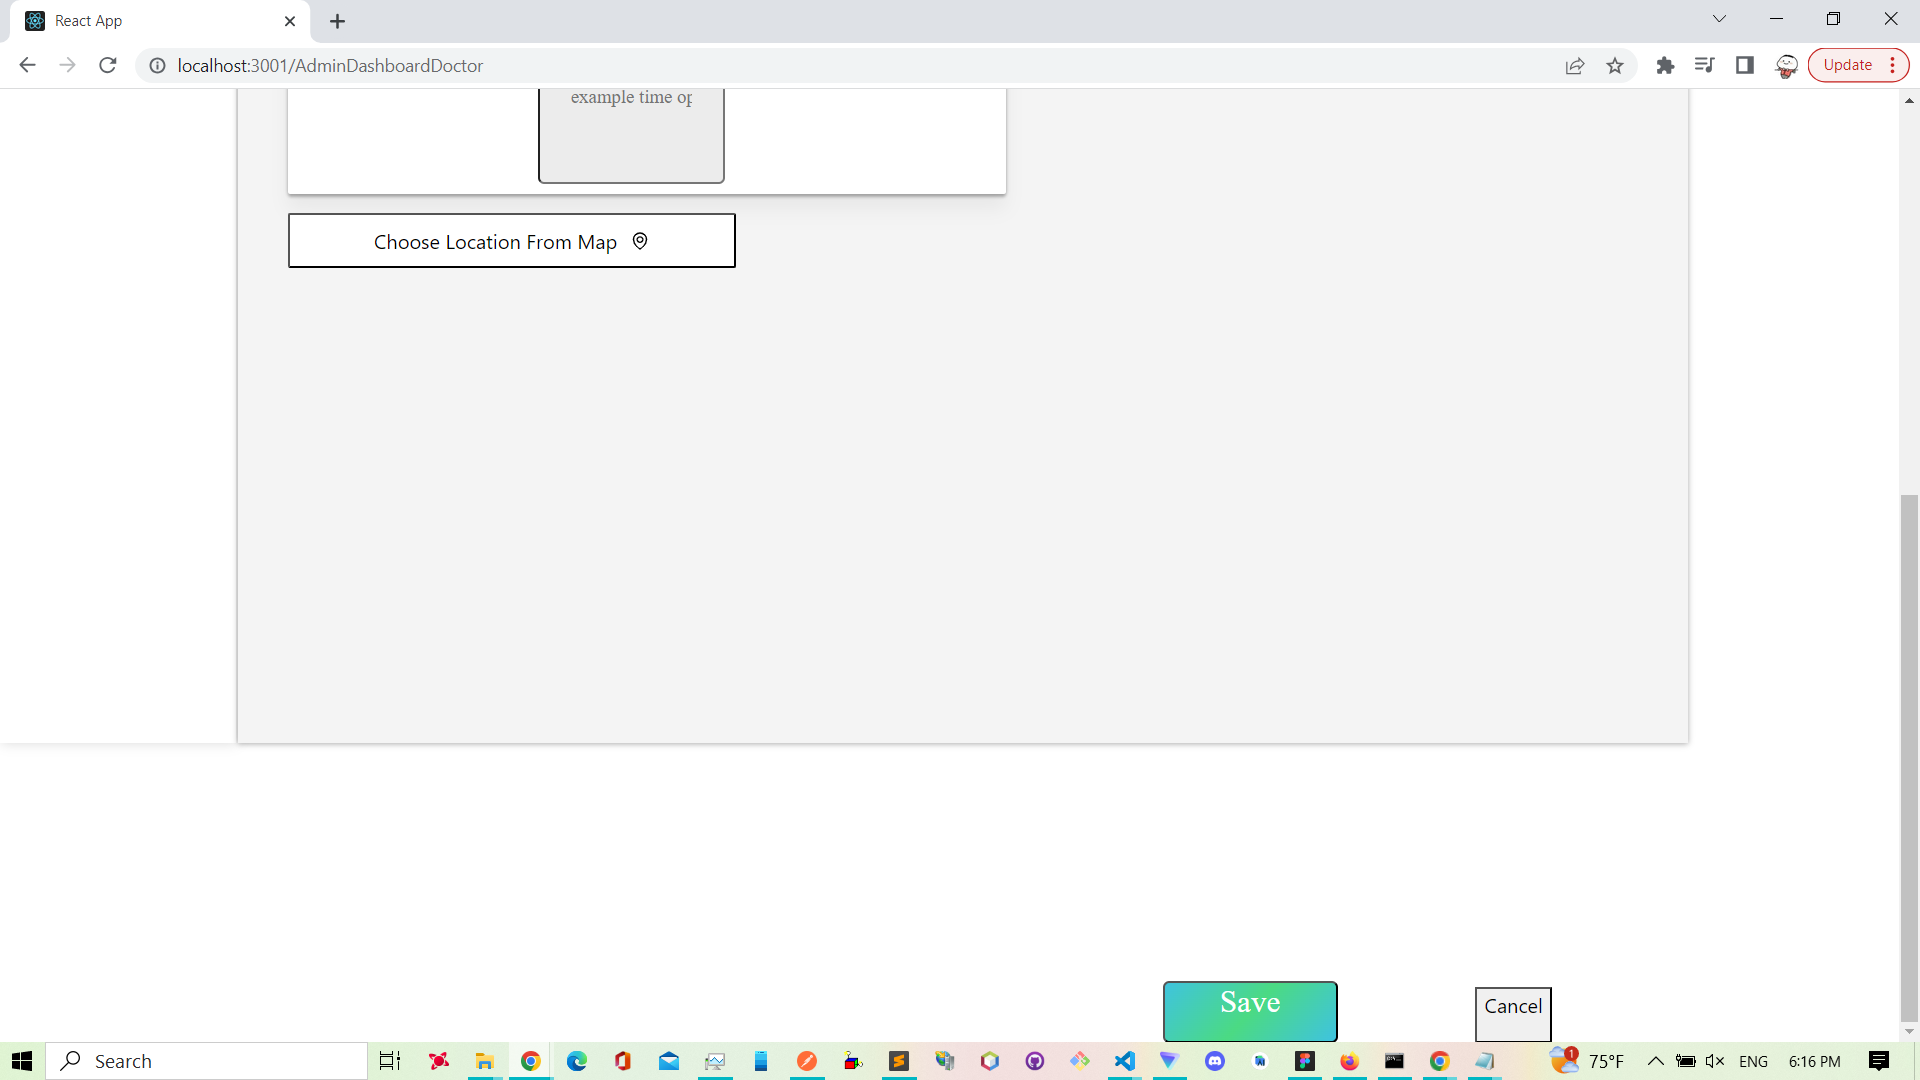 React App
localhost:3001/AdminDashboardDoctor
Update
example time op
Choose Location From Map
Save
Cancel
Search
1
75°F
ENG
6:16 PM